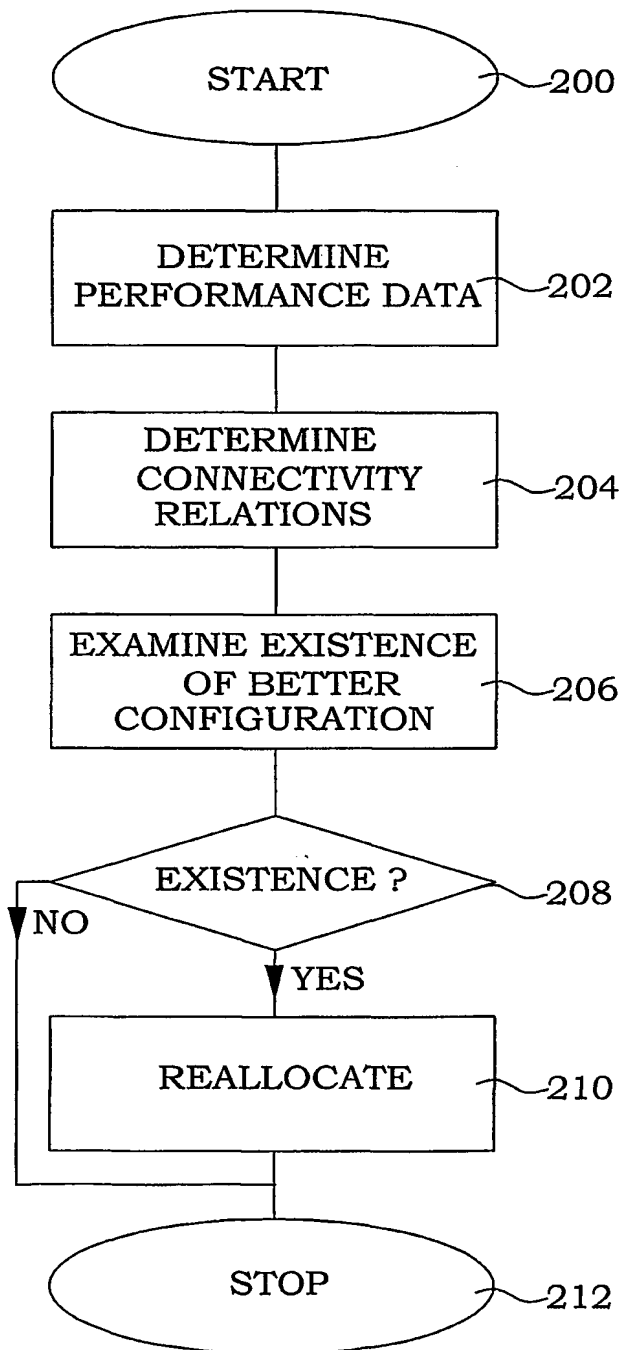 START
200
DETERMINE
PERFORMANCE DATA
202
DETERMINE
CONNECTIVITY
RELATIONS
204
EXAMINE EXISTENCE
OF BETTER
CONFIGURATION
206
EXISTENCE ?
208
NO
YES
REALLOCATE
210
STOP
212